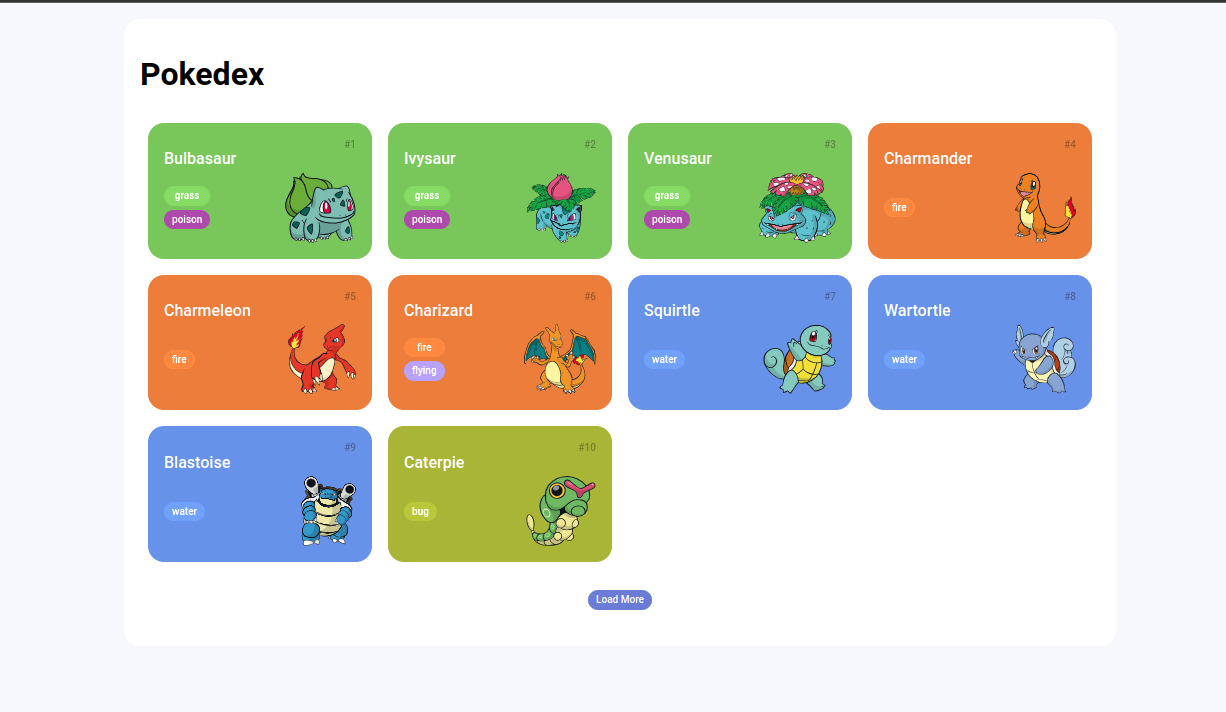 Pokedex
#1
Bulbasaur
grass
poison
#2
Ivysaur
grass
poison
#3
Venusaur
grass
poison
#4
Charmander
fire
#5
Charmeleon
fire
#6
Charizard
fire
flying
#7
Squirtle
water
#8
Wartortle
water
#9
Blastoise
water
#10
Caterpie
bug
Load More